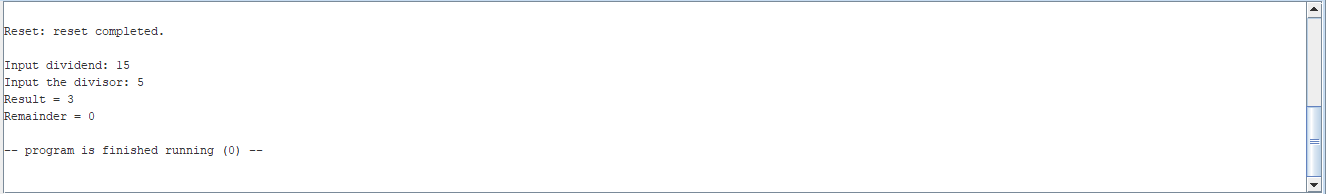 Reset: reset completed.
Input dividend: 15
Input the divisor: 5
Result = 3
Remainder = 0
-- program is finished running (0) --